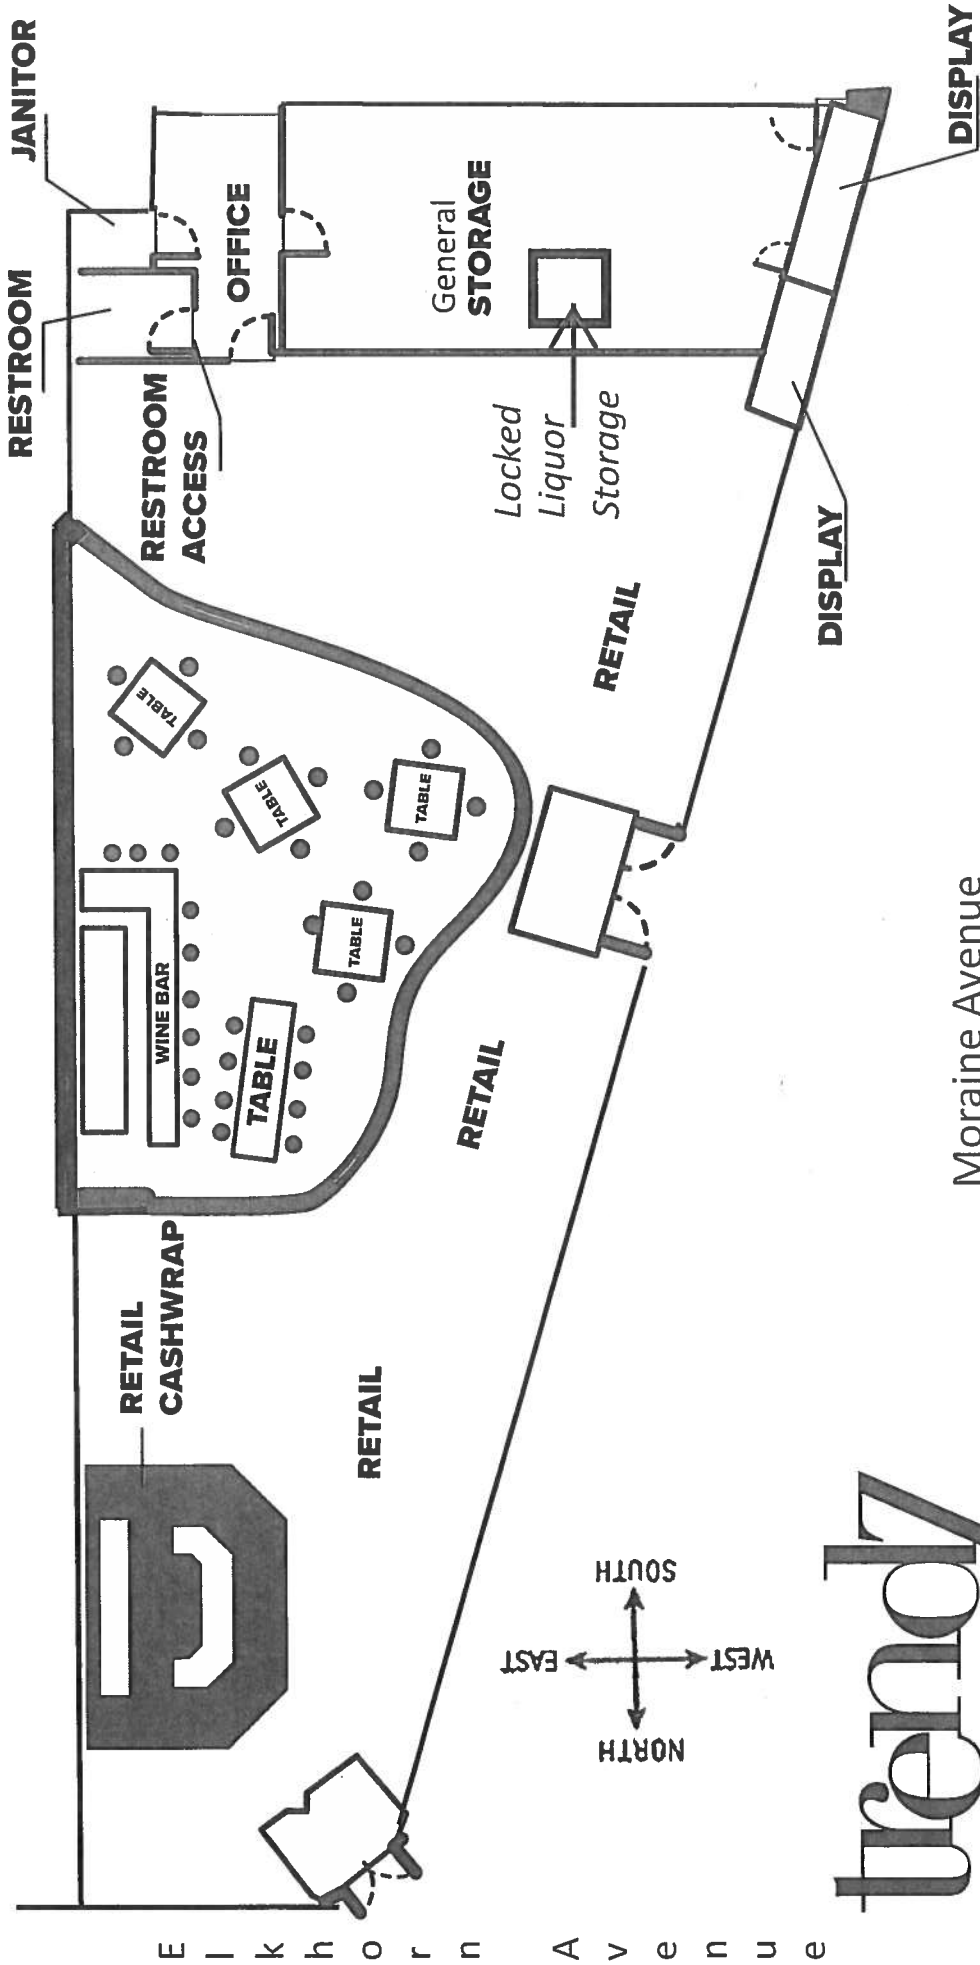 JANITOR
RESTROOM
RESTROOM
ACCESS
OFFICE
General
STORAGE
Locked
Liquor
Storage
DISPLAY
DISPLAY
RETAIL
TABLE
TABLE
TABLE
TABLE
TABLE
WINE BAR
RETAIL
RETAIL
CASHWRAP
RETAIL
NORTH
SOUTH
EAST
WEST
Elkhorn Avenue
Moraine Avenue
trendz